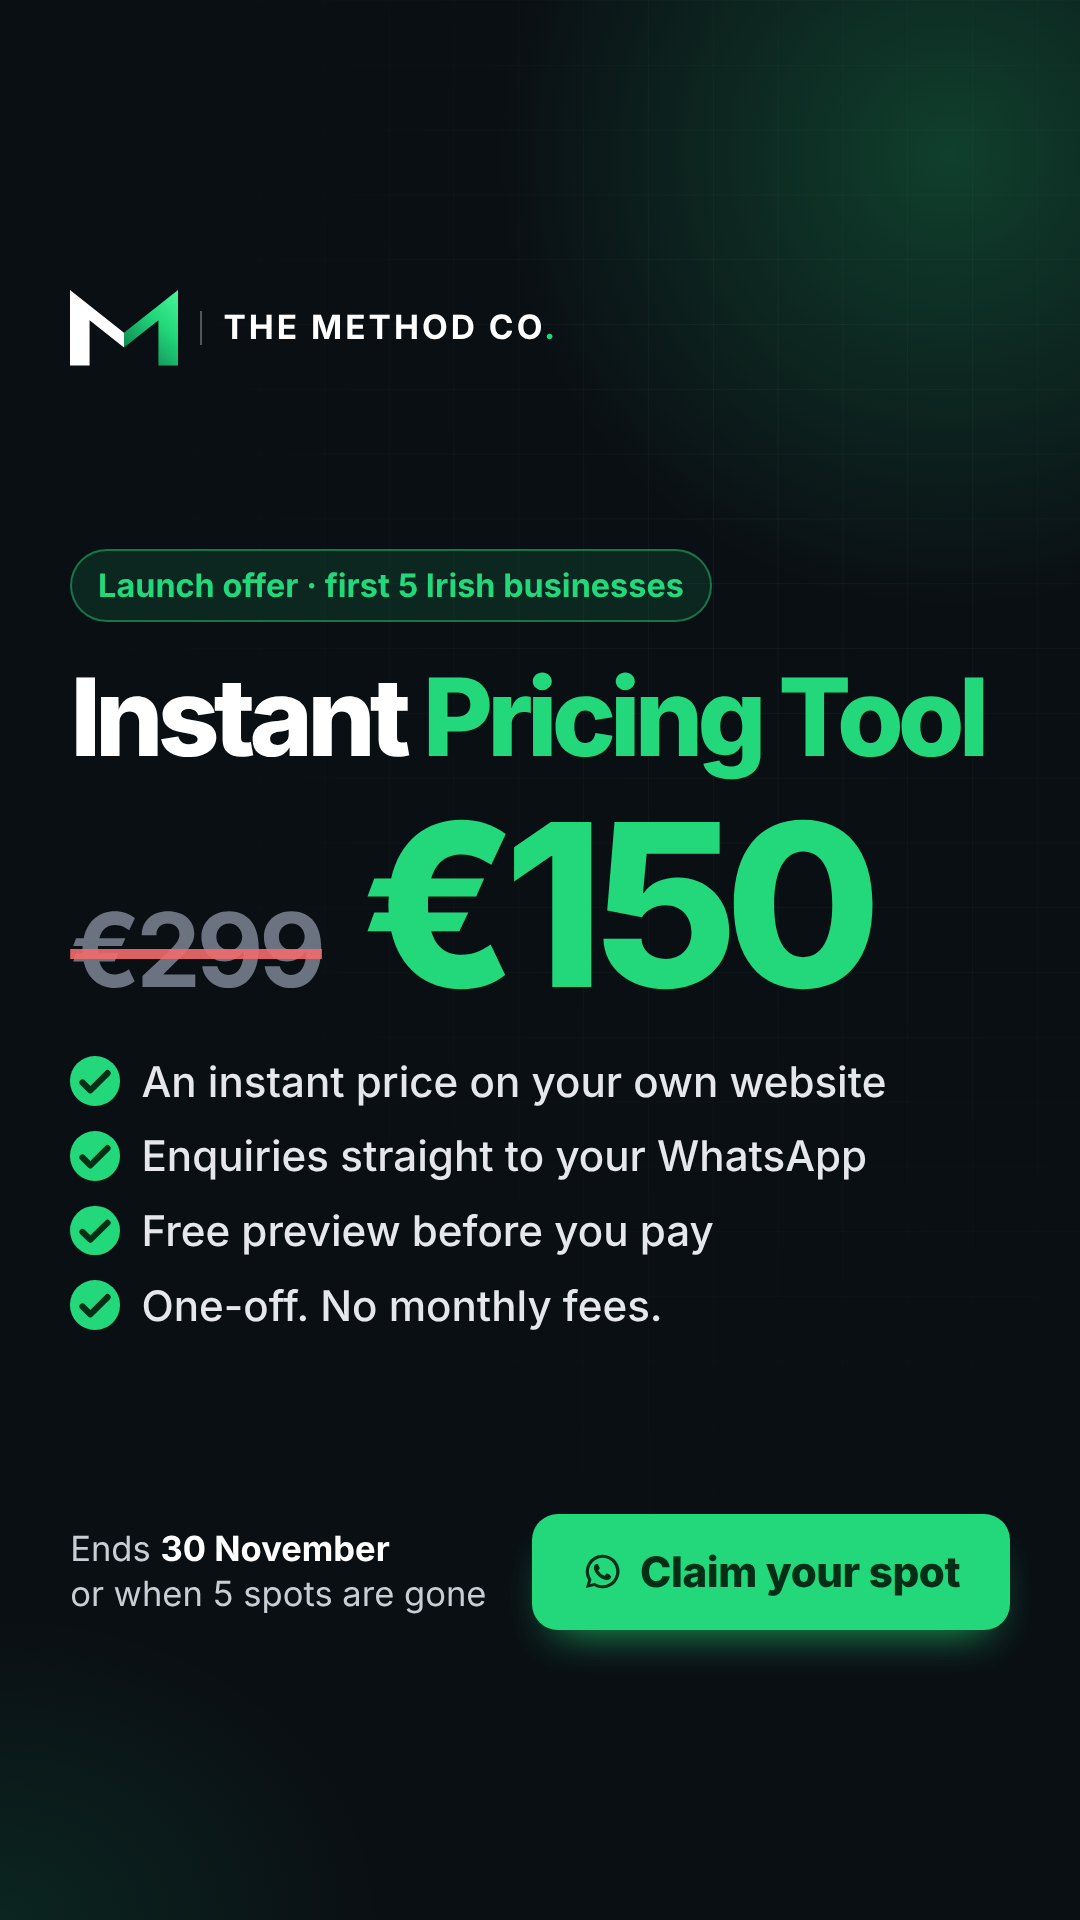 THE METHOD CO.
Launch offer · first 5 Irish businesses
Instant Pricing Tool
€299 €150
An instant price on your own website
Enquiries straight to your WhatsApp
Free preview before you pay
One-off. No monthly fees.
Ends 30 November
or when 5 spots are gone
Claim your spot